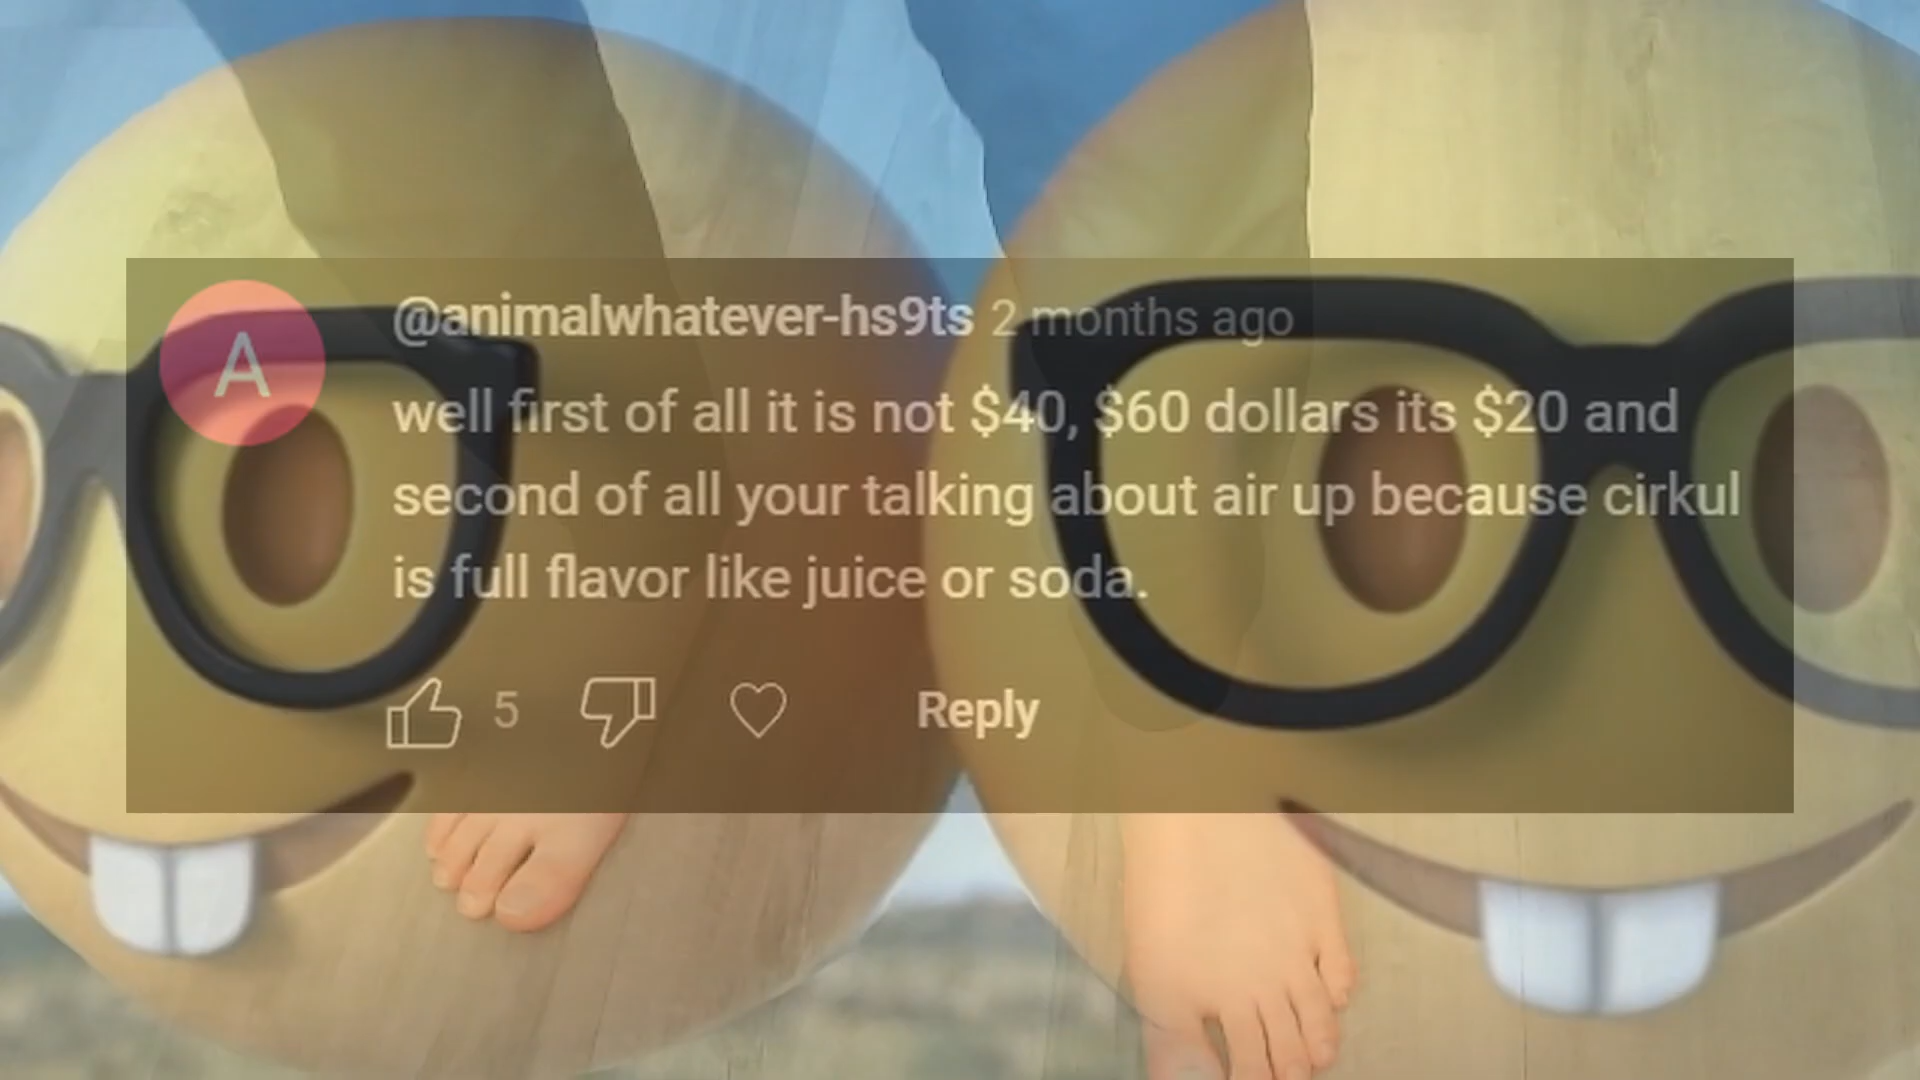 A
@animalwhatever-hs9ts 2 months ago
well first of all it is not $40, $60 dollars its $20 and
second of all your talking about air up because cirkul
is full flavor like juice or soda.
5 Reply